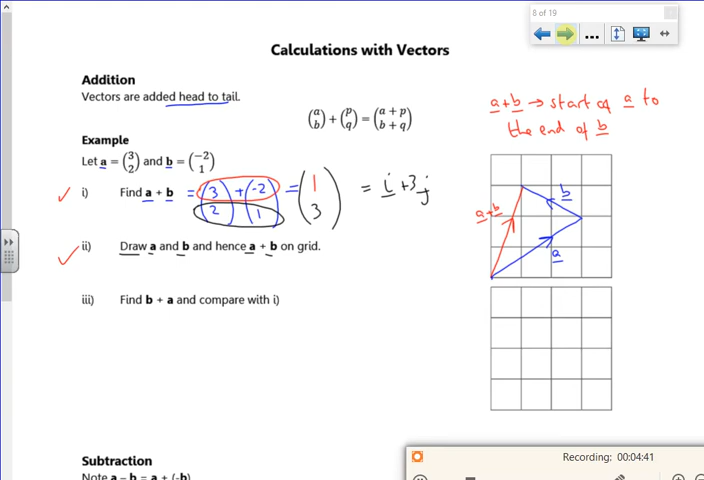 8 of 19
Calculations with Vectors
Addition
Vectors are added head to tail.
(a b) + (p q) = (a + p b + q)
a+b → start of a to
the end of b
Example
Let a = (3 2) and b = (−2 1)
i) Find a + b = (3 2) + (-2 1) = (1 3) = i + 3j
ii) Draw a and b and hence a + b on grid.
iii) Find b + a and compare with i)
a+b
b
a
Subtraction
Note a − b = a + (-b)
Recording: 00:04:41